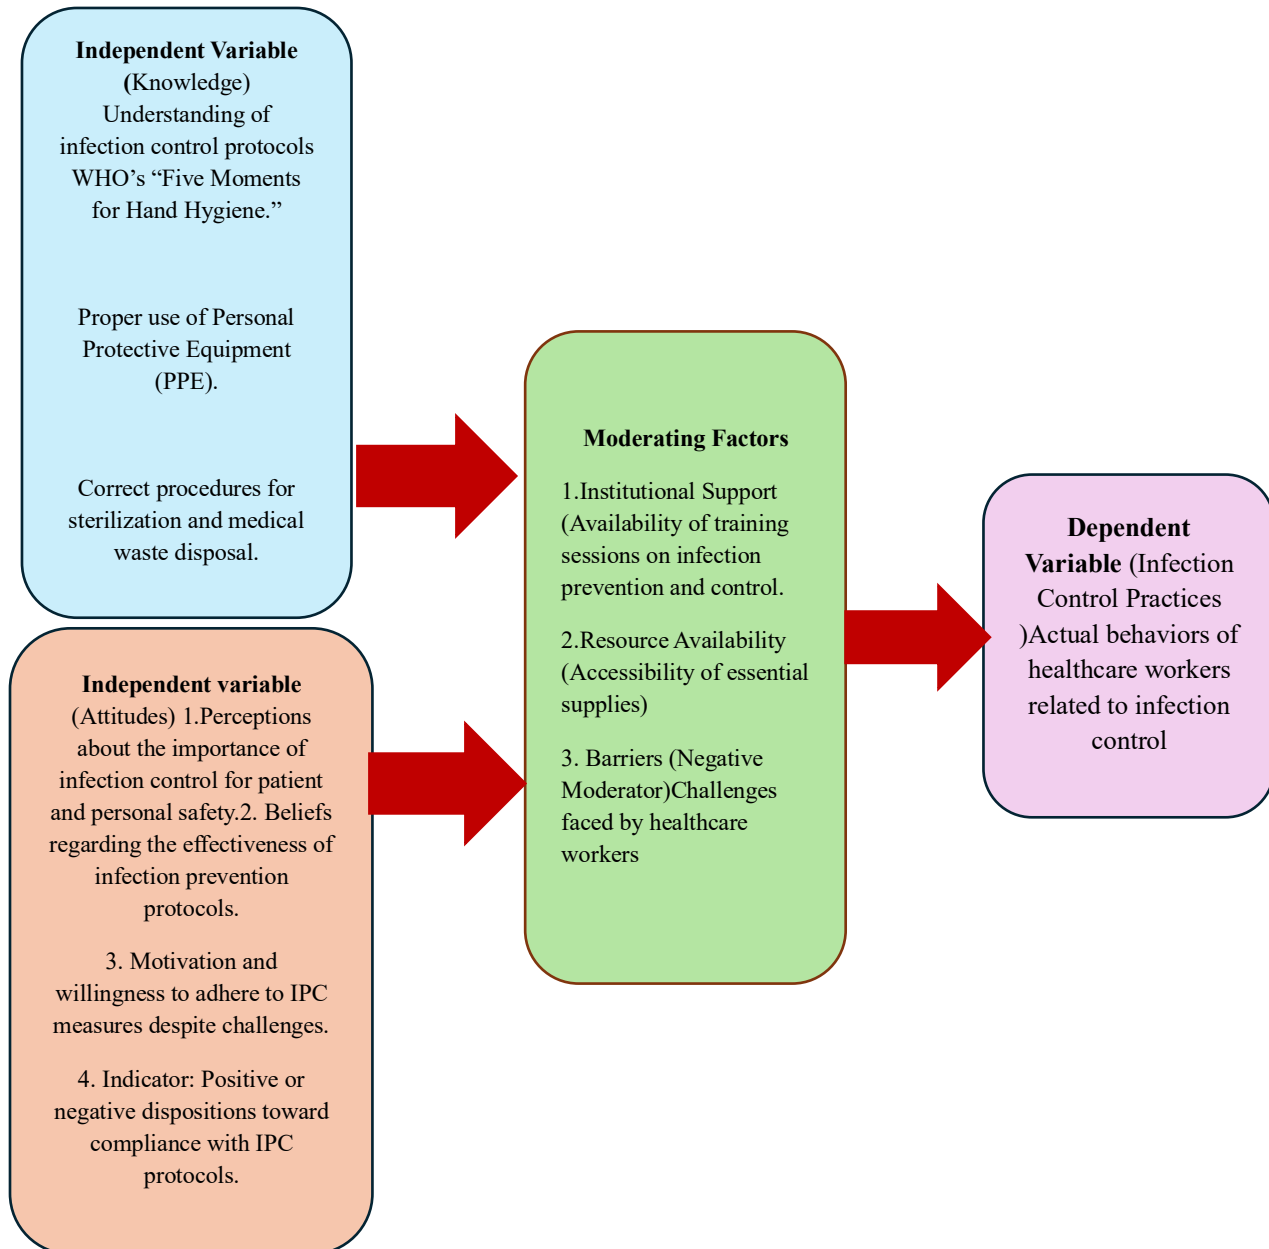 Independent Variable
(Knowledge)
Understanding of
infection control protocols
WHO’s “Five Moments
for Hand Hygiene.”
Proper use of Personal
Protective Equipment
(PPE).
Correct procedures for
sterilization and medical
waste disposal.
Independent variable
(Attitudes) 1.Perceptions
about the importance of
infection control for patient
and personal safety.2. Beliefs
regarding the effectiveness of
infection prevention
protocols.
3. Motivation and
willingness to adhere to IPC
measures despite challenges.
4. Indicator: Positive or
negative dispositions toward
compliance with IPC
protocols.
Moderating Factors
1.Institutional Support
(Availability of training
sessions on infection
prevention and control.
2.Resource Availability
(Accessibility of essential
supplies)
3. Barriers (Negative
Moderator)Challenges
faced by healthcare
workers
Dependent
Variable (Infection
Control Practices
)Actual behaviors of
healthcare workers
related to infection
control